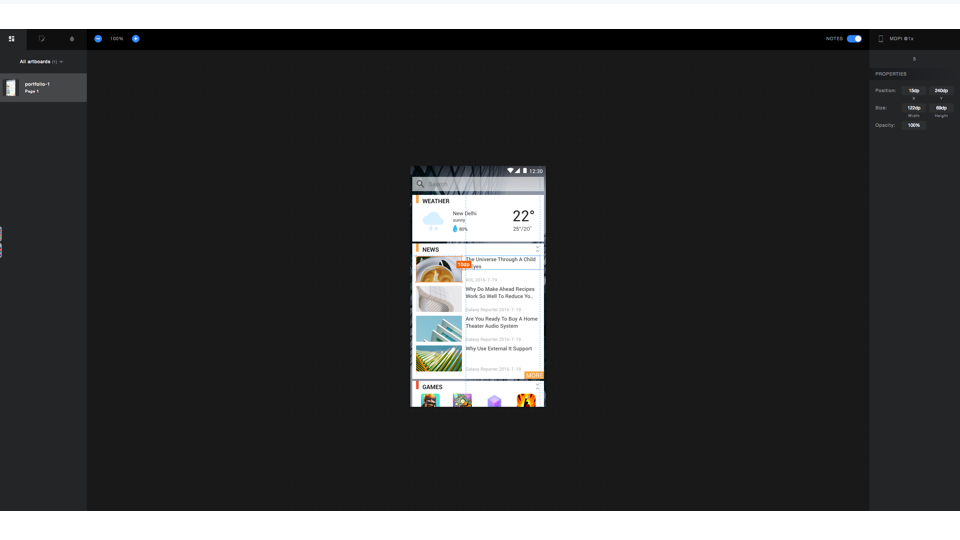 100%
NOTES
MDPI @1x
All artboards (1)
portfolio-1
Page 1
PROPERTIES
Position: 15dp 240dp
X Y
Size: 122dp 69dp
Width Height
Opacity: 100%
12:30
Search
WEATHER
New Delhi
sunny
80%
22°
28°/20°
NEWS
The Universe Through A Child
eyes
2016-7-19
Why Do Make Ahead Recipes
Work So Well To Reduce Yo..
Galaxy Reporter 2016-7-19
Are You Ready To Buy A Home
Theater Audio System
Galaxy Reporter 2016-7-19
Why Use External It Support
Galaxy Reporter 2016-7-19
MORE
GAMES